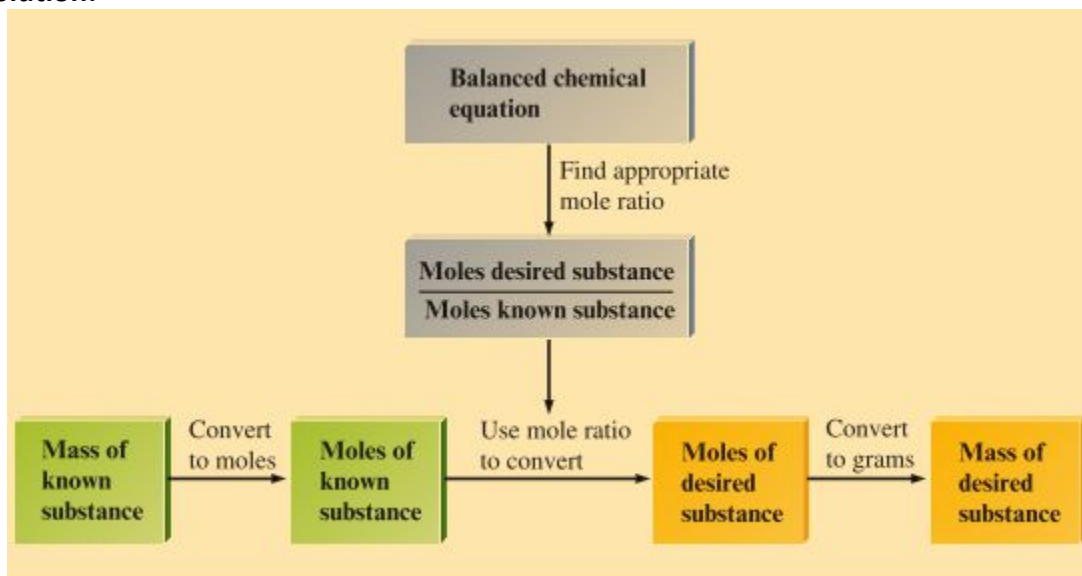 Balanced chemical
equation
Find appropriate
mole ratio
Moles desired substance
Moles known substance
Mass of
known
substance
Convert
to moles
Moles of
known
substance
Use mole ratio
to convert
Moles of
desired
substance
Convert
to grams
Mass of
desired
substance